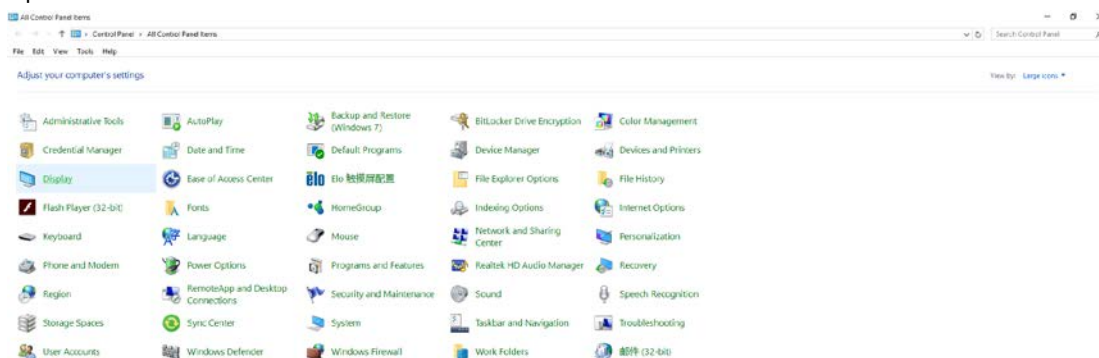 All Control Panel Items
Control Panel › All Control Panel Items
Search Control Panel
File Edit View Tools Help
Adjust your computer's settings
View by: Large icons
Administrative Tools
AutoPlay
Backup and Restore
(Windows 7)
BitLocker Drive Encryption
Color Management
Credential Manager
Date and Time
Default Programs
Device Manager
Devices and Printers
Display
Ease of Access Center
elo
Elo 触摸屏配置
File Explorer Options
File History
Flash Player (32-bit)
Fonts
HomeGroup
Indexing Options
Internet Options
Keyboard
Language
Mouse
Network and Sharing
Center
Personalization
Phone and Modem
Power Options
Programs and Features
Realtek HD Audio Manager
Recovery
Region
RemoteApp and Desktop
Connections
Security and Maintenance
Sound
Speech Recognition
Storage Spaces
Sync Center
System
Taskbar and Navigation
Troubleshooting
User Accounts
Windows Defender
Windows Firewall
Work Folders
邮件 (32-bit)